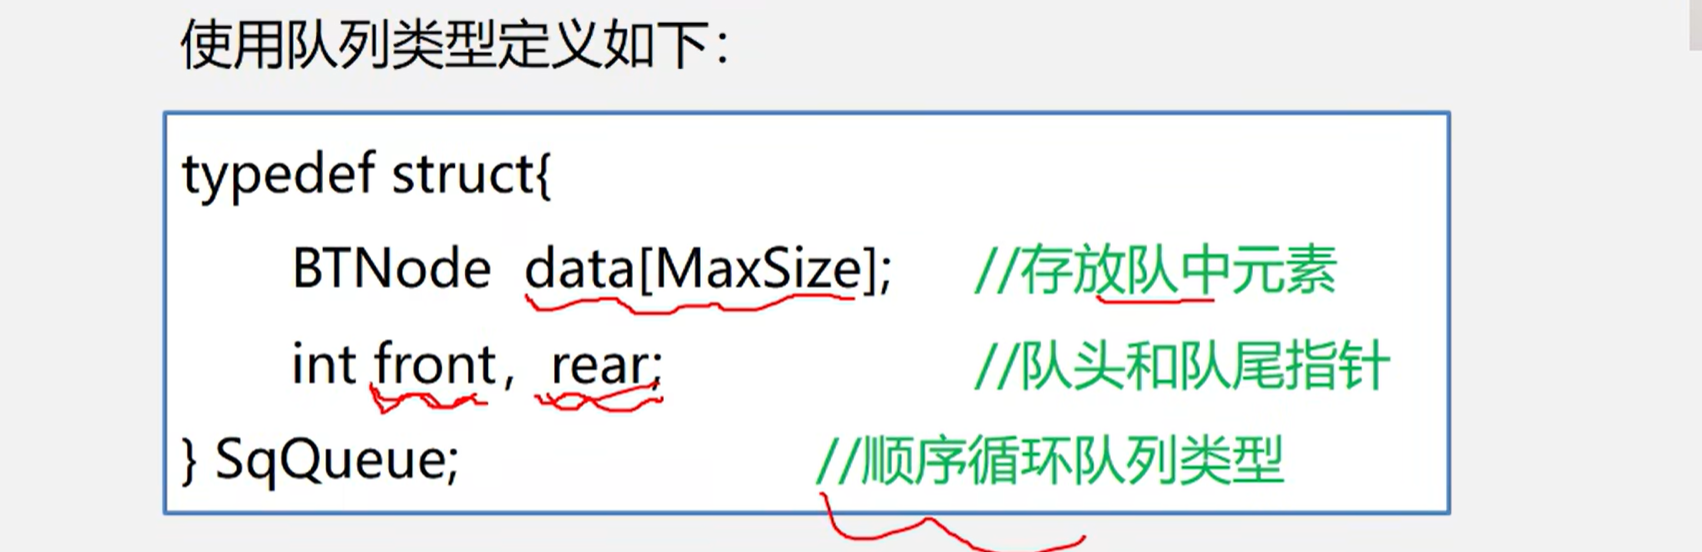 使用队列类型定义如下：
typedef struct{
BTNode data[MaxSize]; //存放队中元素
int front，rear; //队头和队尾指针
} SqQueue; //顺序循环队列类型